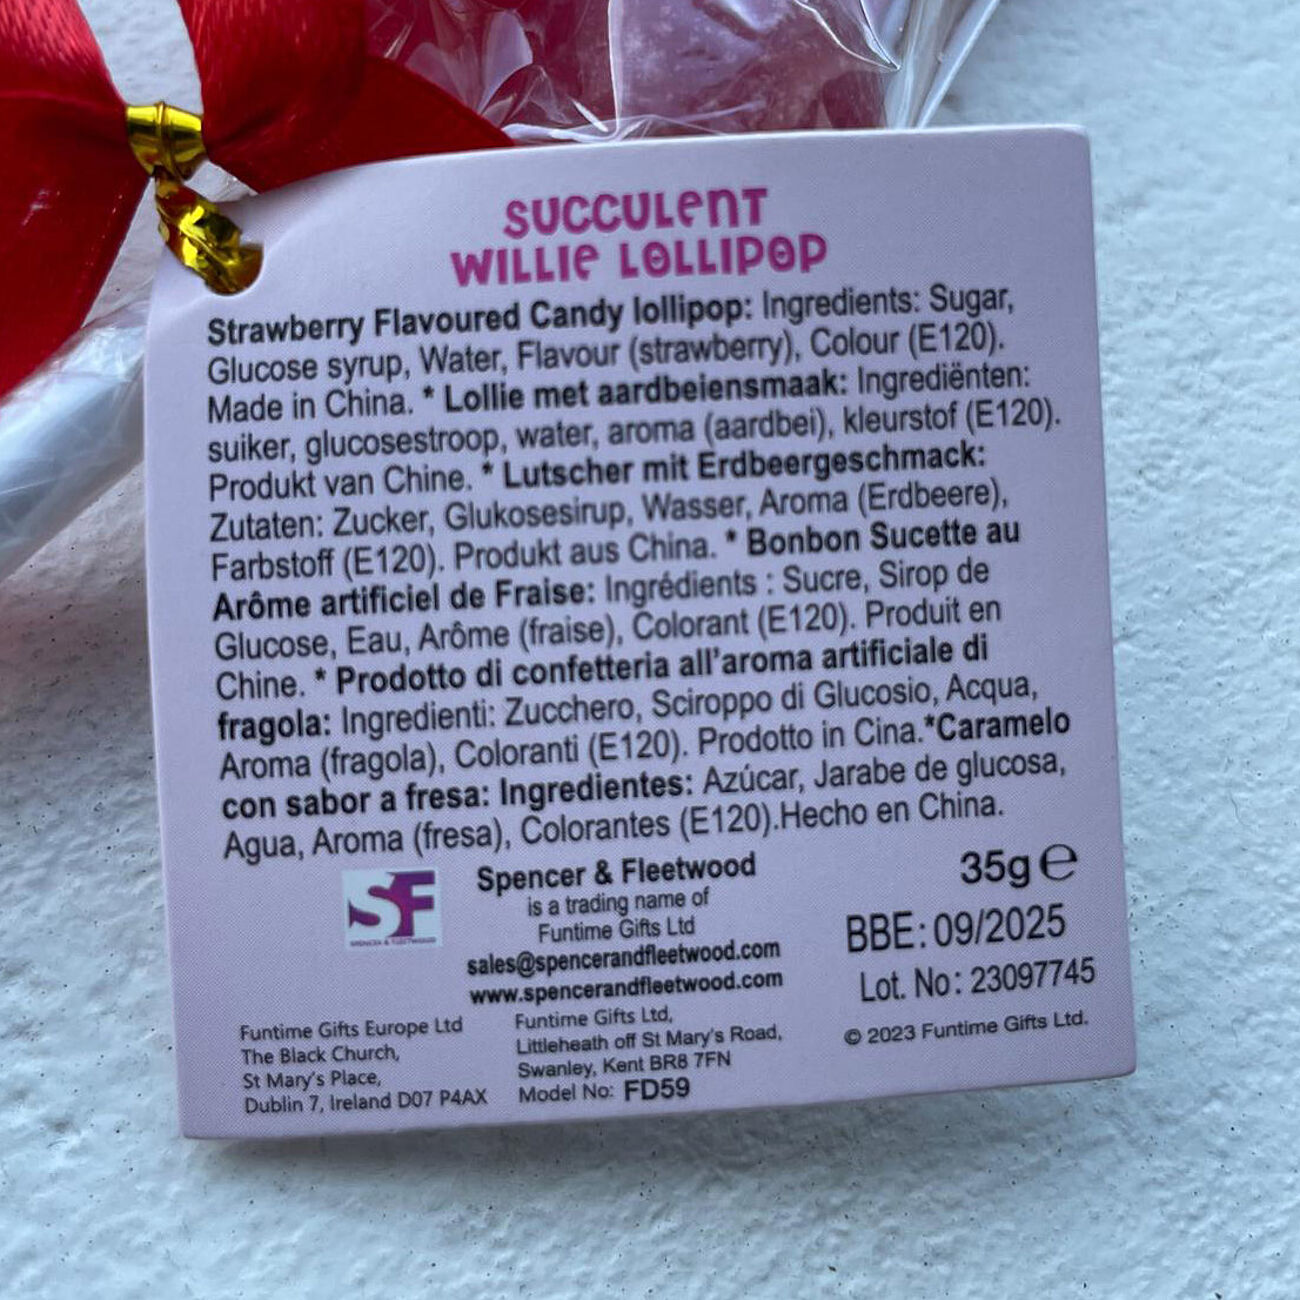 SUCCULENT
WILLIE LOLLIPOP
Strawberry Flavoured Candy lollipop: Ingredients: Sugar,
Glucose syrup, Water, Flavour (strawberry), Colour (E120).
Made in China. * Lollie met aardbeiensmaak: Ingrediënten:
suiker, glucosestroop, water, aroma (aardbei), kleurstof (E120).
Produkt van Chine. * Lutscher mit Erdbeergeschmack:
Zutaten: Zucker, Glukosesirup, Wasser, Aroma (Erdbeere),
Farbstoff (E120). Produkt aus China. * Bonbon Sucette au
Arôme artificiel de Fraise: Ingrédients : Sucre, Sirop de
Glucose, Eau, Arôme (fraise), Colorant (E120). Produit en
Chine. * Prodotto di confetteria all'aroma artificiale di
fragola: Ingredienti: Zucchero, Sciroppo di Glucosio, Acqua,
Aroma (fragola), Coloranti (E120). Prodotto in Cina.*Caramelo
con sabor a fresa: Ingredientes: Azúcar, Jarabe de glucosa,
Agua, Aroma (fresa), Colorantes (E120).Hecho en China.
SF
SPENCER & FLEETWOOD
Spencer & Fleetwood
is a trading name of
Funtime Gifts Ltd
sales@spencerandfleetwood.com
www.spencerandfleetwood.com
35g e
BBE: 09/2025
Lot. No: 23097745
© 2023 Funtime Gifts Ltd.
Funtime Gifts Europe Ltd
The Black Church,
St Mary's Place,
Dublin 7, Ireland D07 P4AX
Funtime Gifts Ltd,
Littleheath off St Mary's Road,
Swanley, Kent BR8 7FN
Model No: FD59